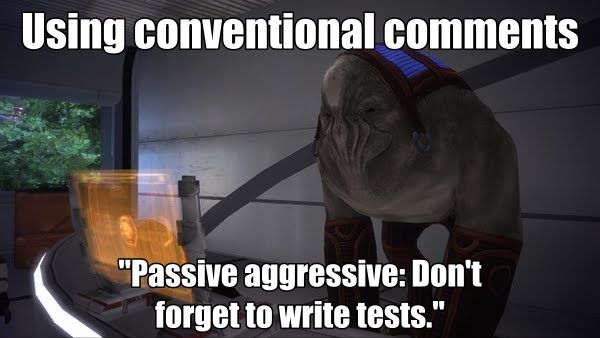 Using conventional comments
"Passive aggressive: Don't
forget to write tests."